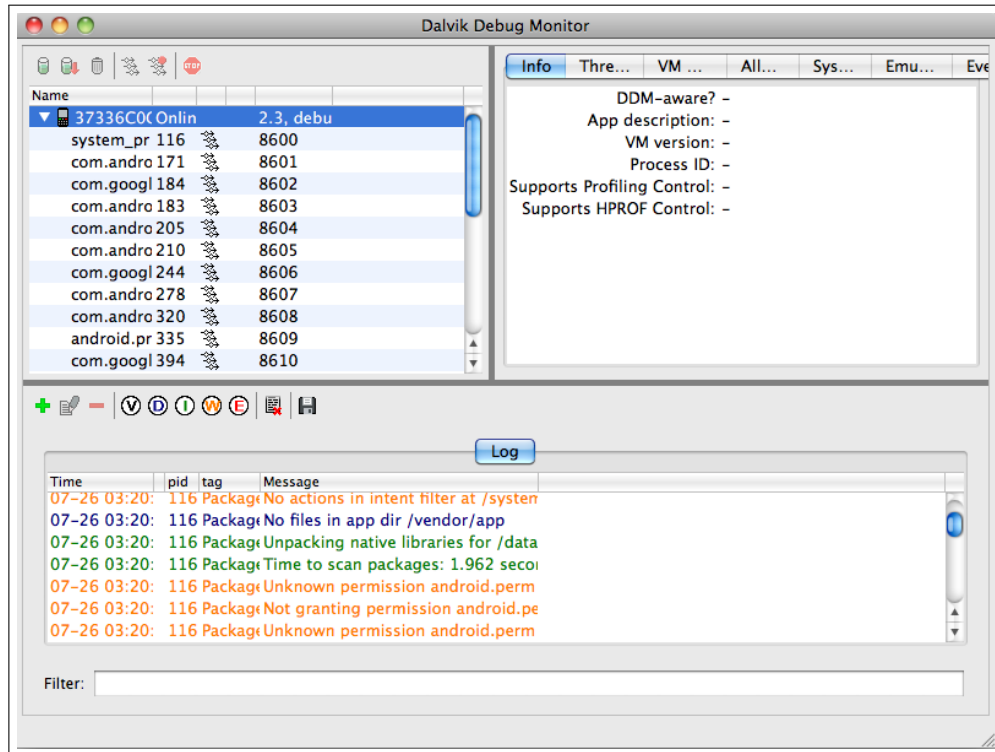 Dalvik Debug Monitor
STOP
Info Thre... VM ... All... Sys... Emu... Eve
Name
37336C0( Onlin 2.3, debu
system_pr 116 8600
com.andro 171 8601
com.googl 184 8602
com.andro 183 8603
com.andro 205 8604
com.andro 210 8605
com.googl 244 8606
com.andro 278 8607
com.andro 320 8608
android.pr 335 8609
com.googl 394 8610
DDM-aware? –
App description: –
VM version: –
Process ID: –
Supports Profiling Control: –
Supports HPROF Control: –
V D I W E
Log
Time pid tag Message
07-26 03:20: 116 Package No actions in intent filter at /system
07-26 03:20: 116 Package No files in app dir /vendor/app
07-26 03:20: 116 Package Unpacking native libraries for /data
07-26 03:20: 116 Package Time to scan packages: 1.962 secon
07-26 03:20: 116 Package Unknown permission android.perm
07-26 03:20: 116 Package Not granting permission android.pe
07-26 03:20: 116 Package Unknown permission android.perm
Filter: